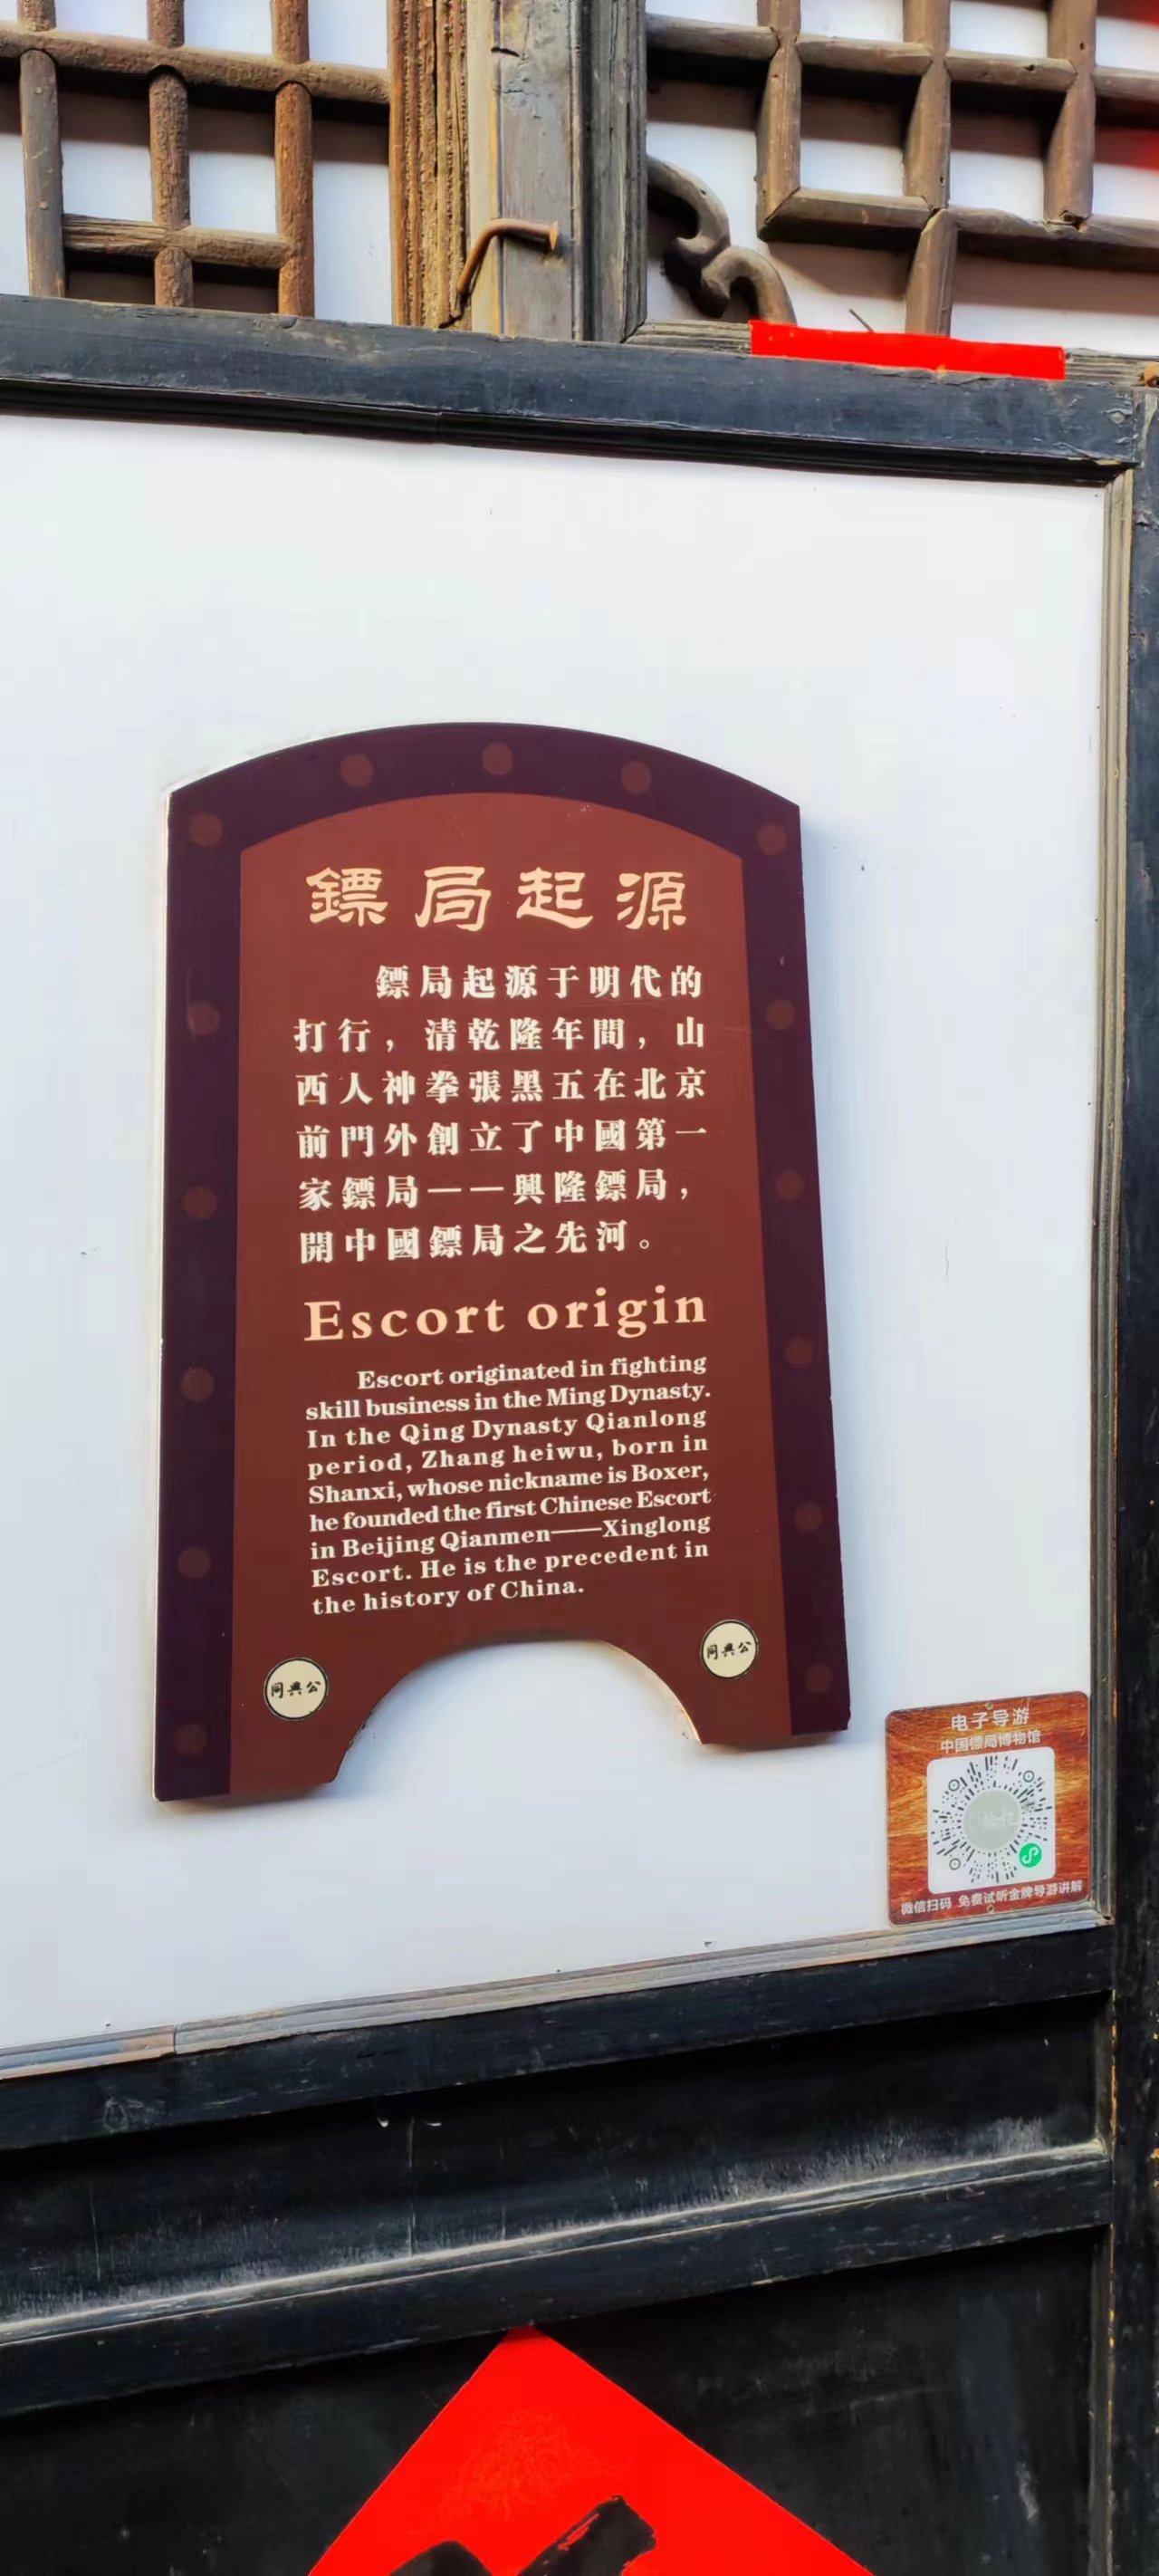 鏢局起源
鏢局起源于明代的
打行，清乾隆年間，山
西人神拳張黑五在北京
前門外創立了中國第一
家鏢局——興隆鏢局，
開中國鏢局之先河。
Escort origin
Escort originated in fighting
skill business in the Ming Dynasty.
In the Qing Dynasty Qianlong
period, Zhang heiwu, born in
Shanxi, whose nickname is Boxer,
he founded the first Chinese Escort
in Beijing Qianmen——Xinglong
Escort. He is the precedent in
the history of China.
同興公
同興公
电子导游
中国镖局博物馆
微信扫码 免费试听金牌导游讲解